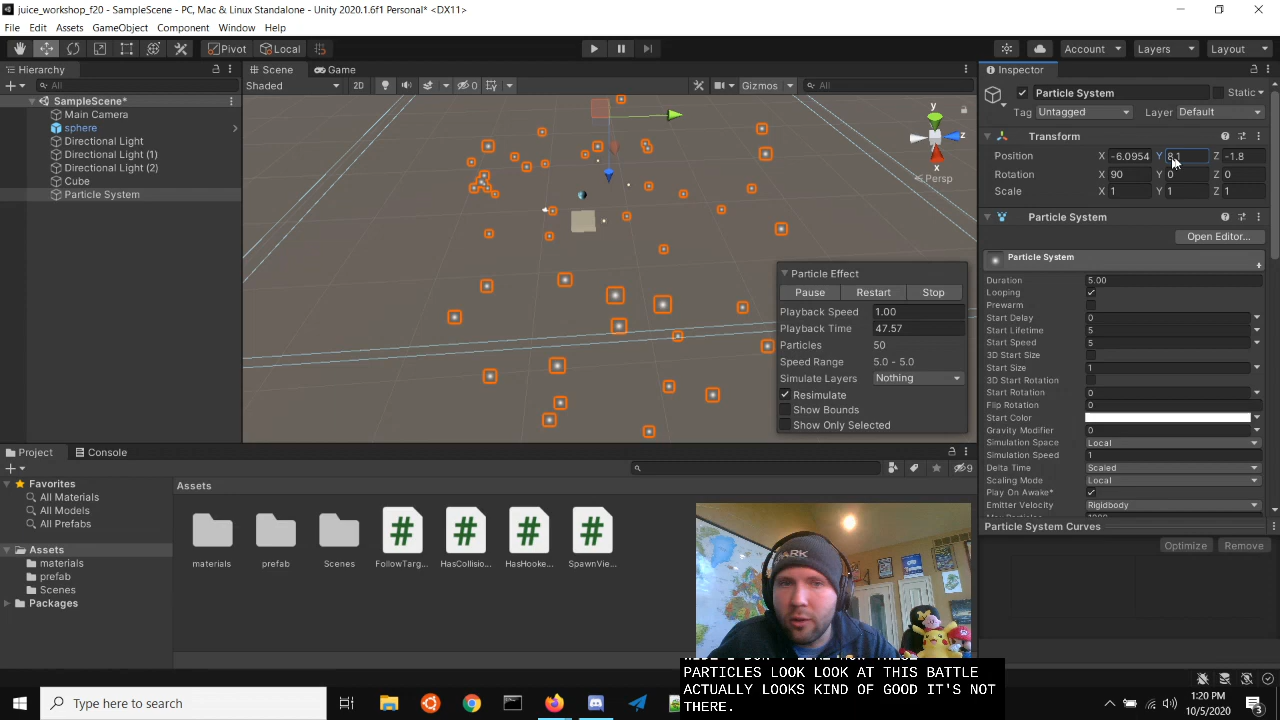 juice_workshop_f20 - SampleScene - PC, Mac & Linux Standalone - Unity 2020.1.6f1 Personal* <DX11>
File Edit Assets GameObject Component Window Help
Pivot Local Account Layers Layout
Hierarchy Scene Game Inspector
All Shaded 2D 0 Gizmos All
SampleScene*
Main Camera
sphere
Directional Light
Directional Light (1)
Directional Light (2)
Cube
Particle System
y
z
x
Persp
Particle Effect
Pause Restart Stop
Playback Speed 1.00
Playback Time 47.57
Particles 50
Speed Range 5.0 - 5.0
Simulate Layers Nothing
Resimulate
Show Bounds
Show Only Selected
Particle System Static
Tag Untagged Layer Default
Transform
Position X -6.0954 Y 8.1 Z -1.8
Rotation X 90 Y 0 Z 0
Scale X 1 Y 1 Z 1
Particle System
Open Editor...
Particle System
Duration 5.00
Looping
Prewarm
Start Delay 0
Start Lifetime 5
Start Speed 5
3D Start Size
Start Size 1
3D Start Rotation
Start Rotation 0
Flip Rotation 0
Start Color
Gravity Modifier 0
Simulation Space Local
Simulation Speed 1
Delta Time Scaled
Scaling Mode Local
Play On Awake*
Emitter Velocity Rigidbody
Particle System Curves
Optimize Remove
Project Console
9
Favorites
All Materials
All Models
All Prefabs
Assets
materials
prefab
Scenes
Packages
Assets
materials prefab Scenes FollowTarg... HasCollisio... HasHooke... SpawnVie...
PARTICLES LOOK LOOK AT THIS BATTLE
ACTUALLY LOOKS KIND OF GOOD IT'S NOT
THERE.
Type here to search
1:20 PM
10/5/2020
3